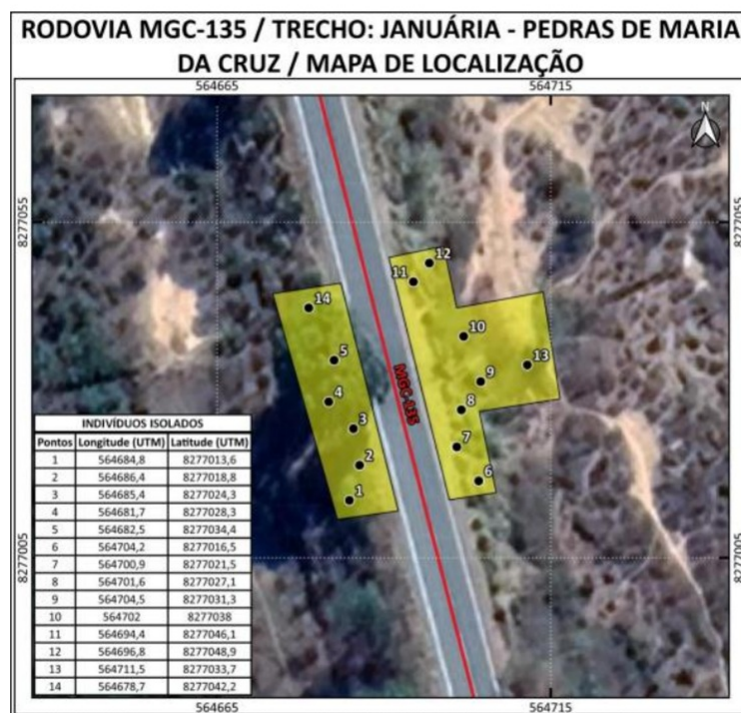 RODOVIA MGC-135 / TRECHO: JANUÁRIA - PEDRAS DE MARIA
DA CRUZ / MAPA DE LOCALIZAÇÃO
564665 564715
N
8277055 8277055
12
11
14
10
5
13
9
MGC-135
4
8
3
7
2
6
1
INDIVÍDUOS ISOLADOS
Pontos Longitude (UTM) Latitude (UTM)
1 564684,8 8277013,6
2 564686,4 8277018,8
3 564685,4 8277024,3
4 564681,7 8277028,3
5 564682,5 8277034,4
6 564704,2 8277016,5
7 564700,9 8277021,5
8 564701,6 8277027,1
9 564704,5 8277031,3
10 564702 8277038
11 564694,4 8277046,1
12 564696,8 8277048,9
13 564711,5 8277033,7
14 564678,7 8277042,2
8277005 8277005
564665 564715